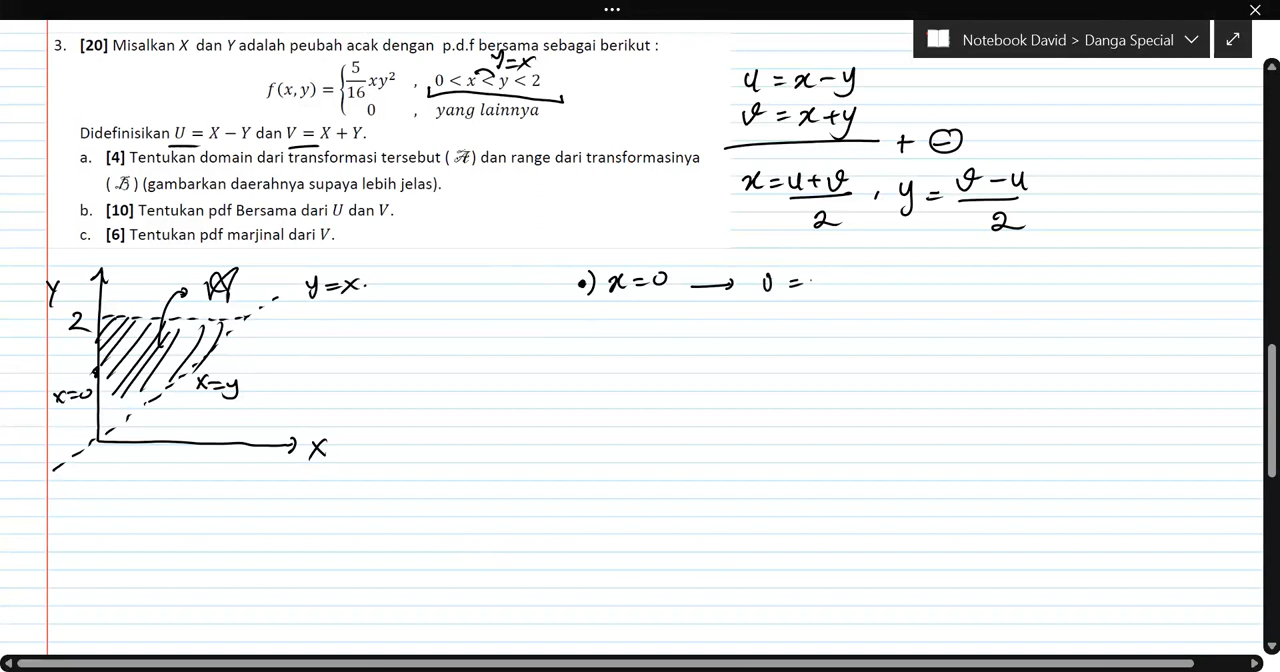 ...
Notebook David > Danga Special
3. [20] Misalkan X dan Y adalah peubah acak dengan p.d.f bersama sebagai berikut :
y=x
f(x,y) = { 5/16 xy² , 0 < x < y < 2
0 , yang lainnya
Didefinisikan U = X − Y dan V = X + Y.
a. [4] Tentukan domain dari transformasi tersebut ( 𝒜 ) dan range dari transformasinya
( ℬ ) (gambarkan daerahnya supaya lebih jelas).
b. [10] Tentukan pdf Bersama dari U dan V.
c. [6] Tentukan pdf marjinal dari V.
u = x − y
v = x + y
+ ⊖
x = u+v/2 , y = v−u/2
Y
2
𝒜
y=x.
x=0
x=y
X
•) x=0 → v =